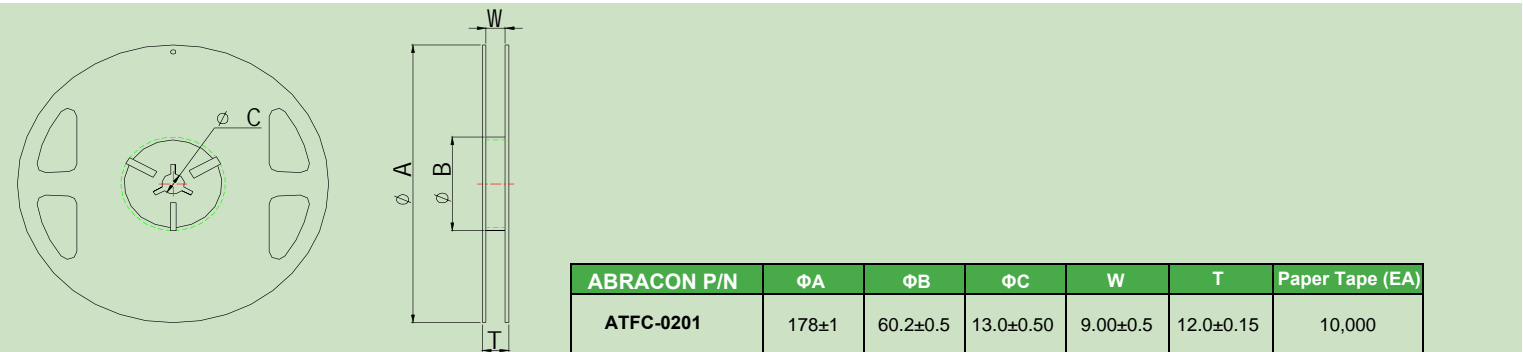 W
ø C
ø A
ø B
T
ABRACON P/N ΦA ΦB ΦC W T Paper Tape (EA)
ATFC-0201 178±1 60.2±0.5 13.0±0.50 9.00±0.5 12.0±0.15 10,000